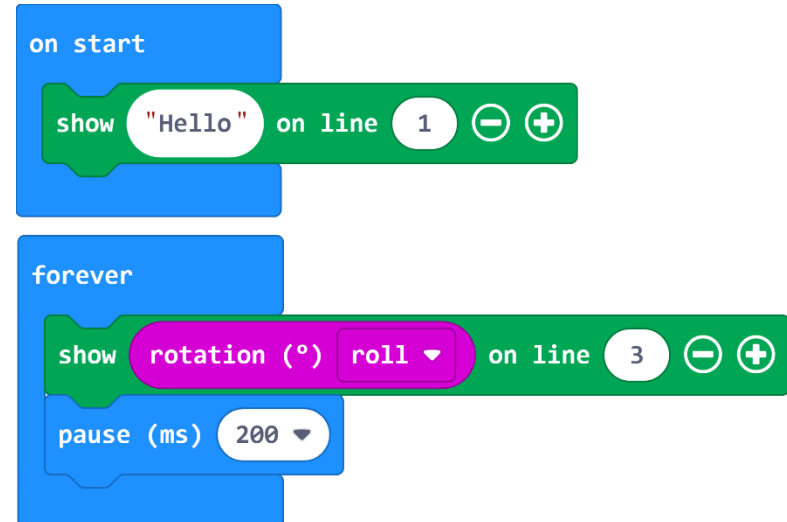 on start
show "Hello" on line 1
forever
show rotation (º) roll on line 3
pause (ms) 200